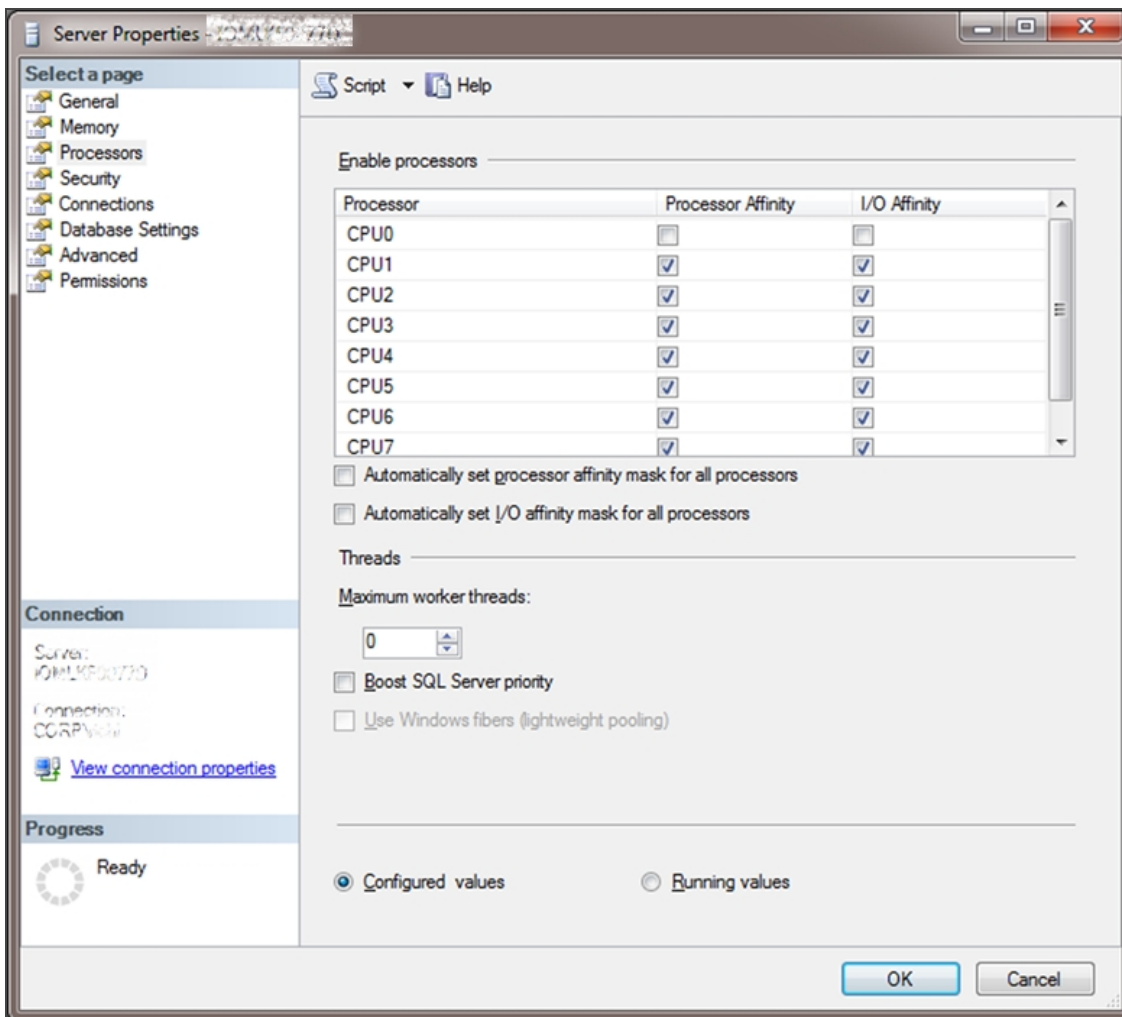 Server Properties -
Select a page
General
Memory
Processors
Security
Connections
Database Settings
Advanced
Permissions
Script Help
Enable processors
Processor Processor Affinity I/O Affinity
CPU0
CPU1
CPU2
CPU3
CPU4
CPU5
CPU6
CPU7
Automatically set processor affinity mask for all processors
Automatically set I/O affinity mask for all processors
Threads
Maximum worker threads:
0
Boost SQL Server priority
Use Windows fibers (lightweight pooling)
Connection
Server:
Connection:
View connection properties
Progress
Ready
Configured values Running values
OK Cancel